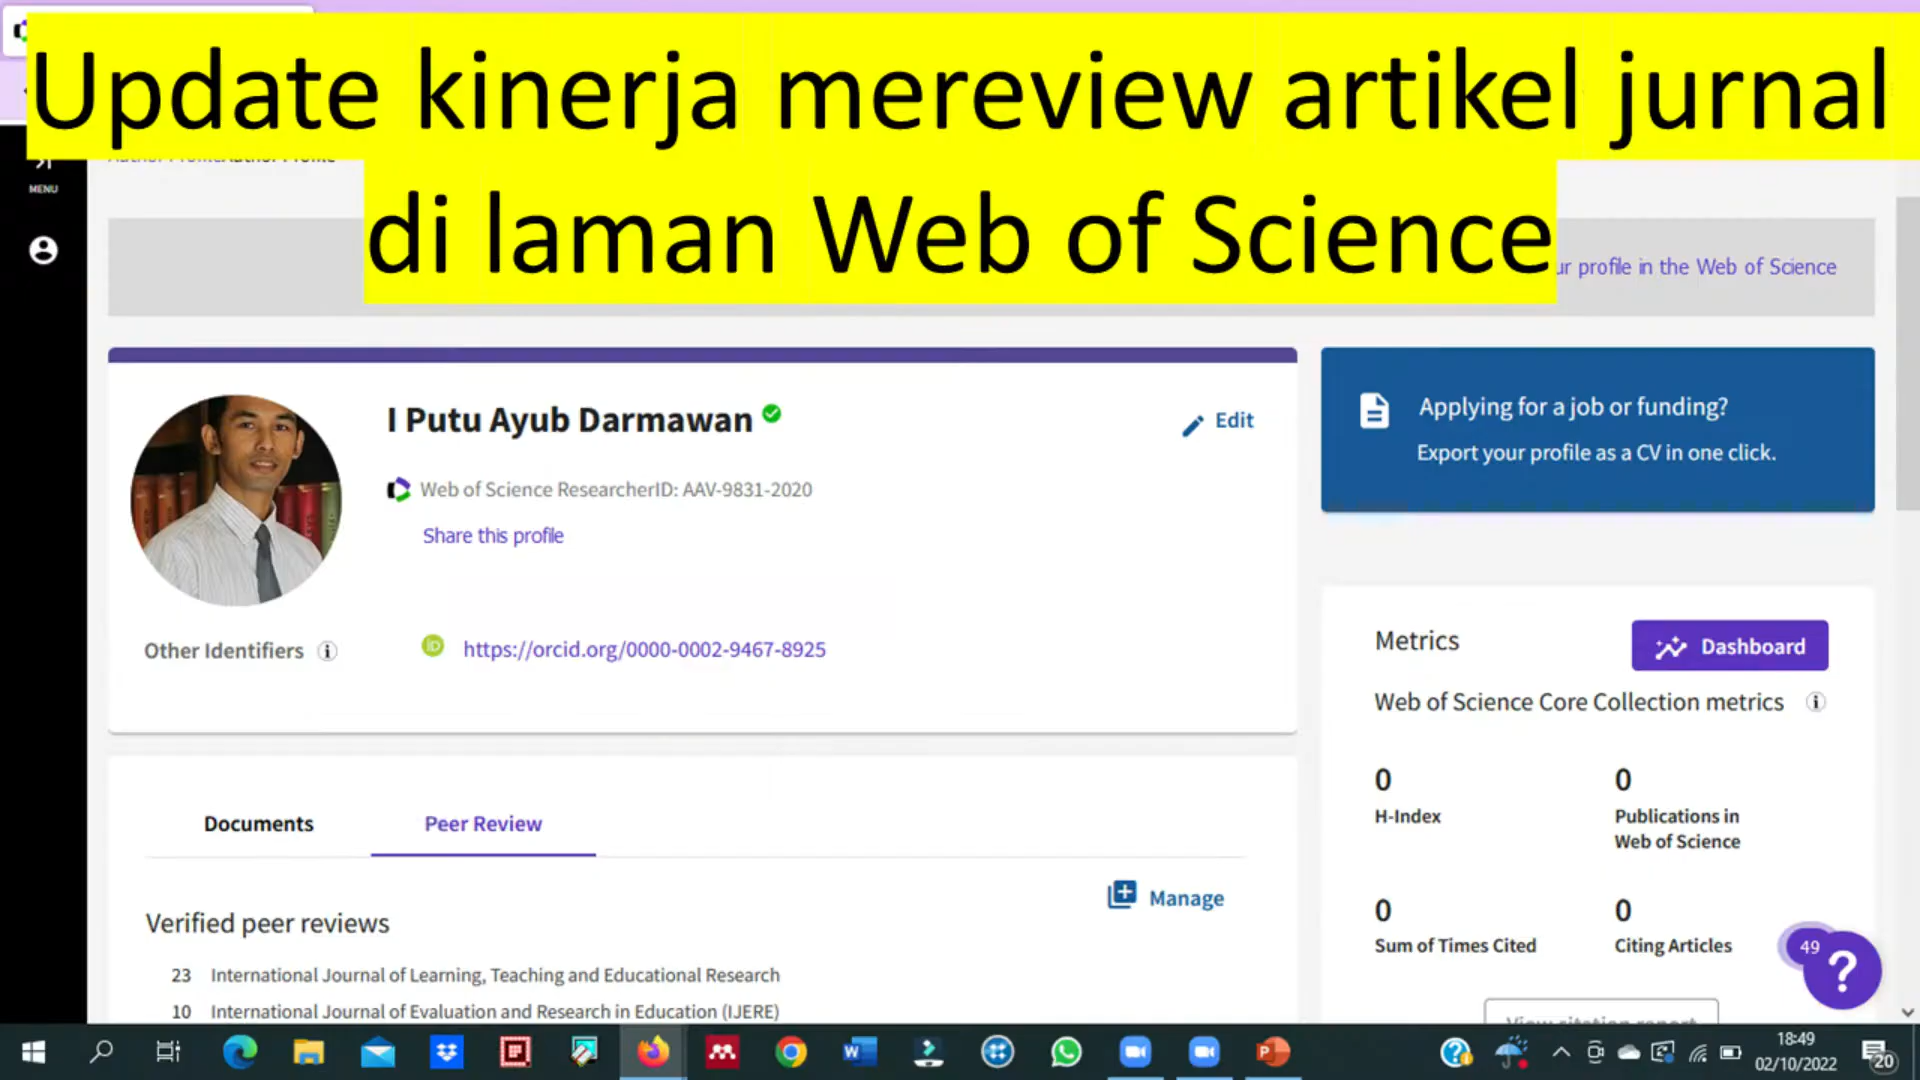 Update kinerja mereview artikel jurnal
di laman Web of Science
MENU
profile in the Web of Science
I Putu Ayub Darmawan
Edit
Web of Science ResearcherID: AAV-9831-2020
Share this profile
Other Identifiers
iD
https://orcid.org/0000-0002-9467-8925
Applying for a job or funding?
Export your profile as a CV in one click.
Metrics
Dashboard
Web of Science Core Collection metrics
0
H-Index
0
Publications in
Web of Science
0
Sum of Times Cited
0
Citing Articles
49
?
Documents
Peer Review
Manage
Verified peer reviews
23 International Journal of Learning, Teaching and Educational Research
10 International Journal of Evaluation and Research in Education (IJERE)
18:49
02/10/2022
20